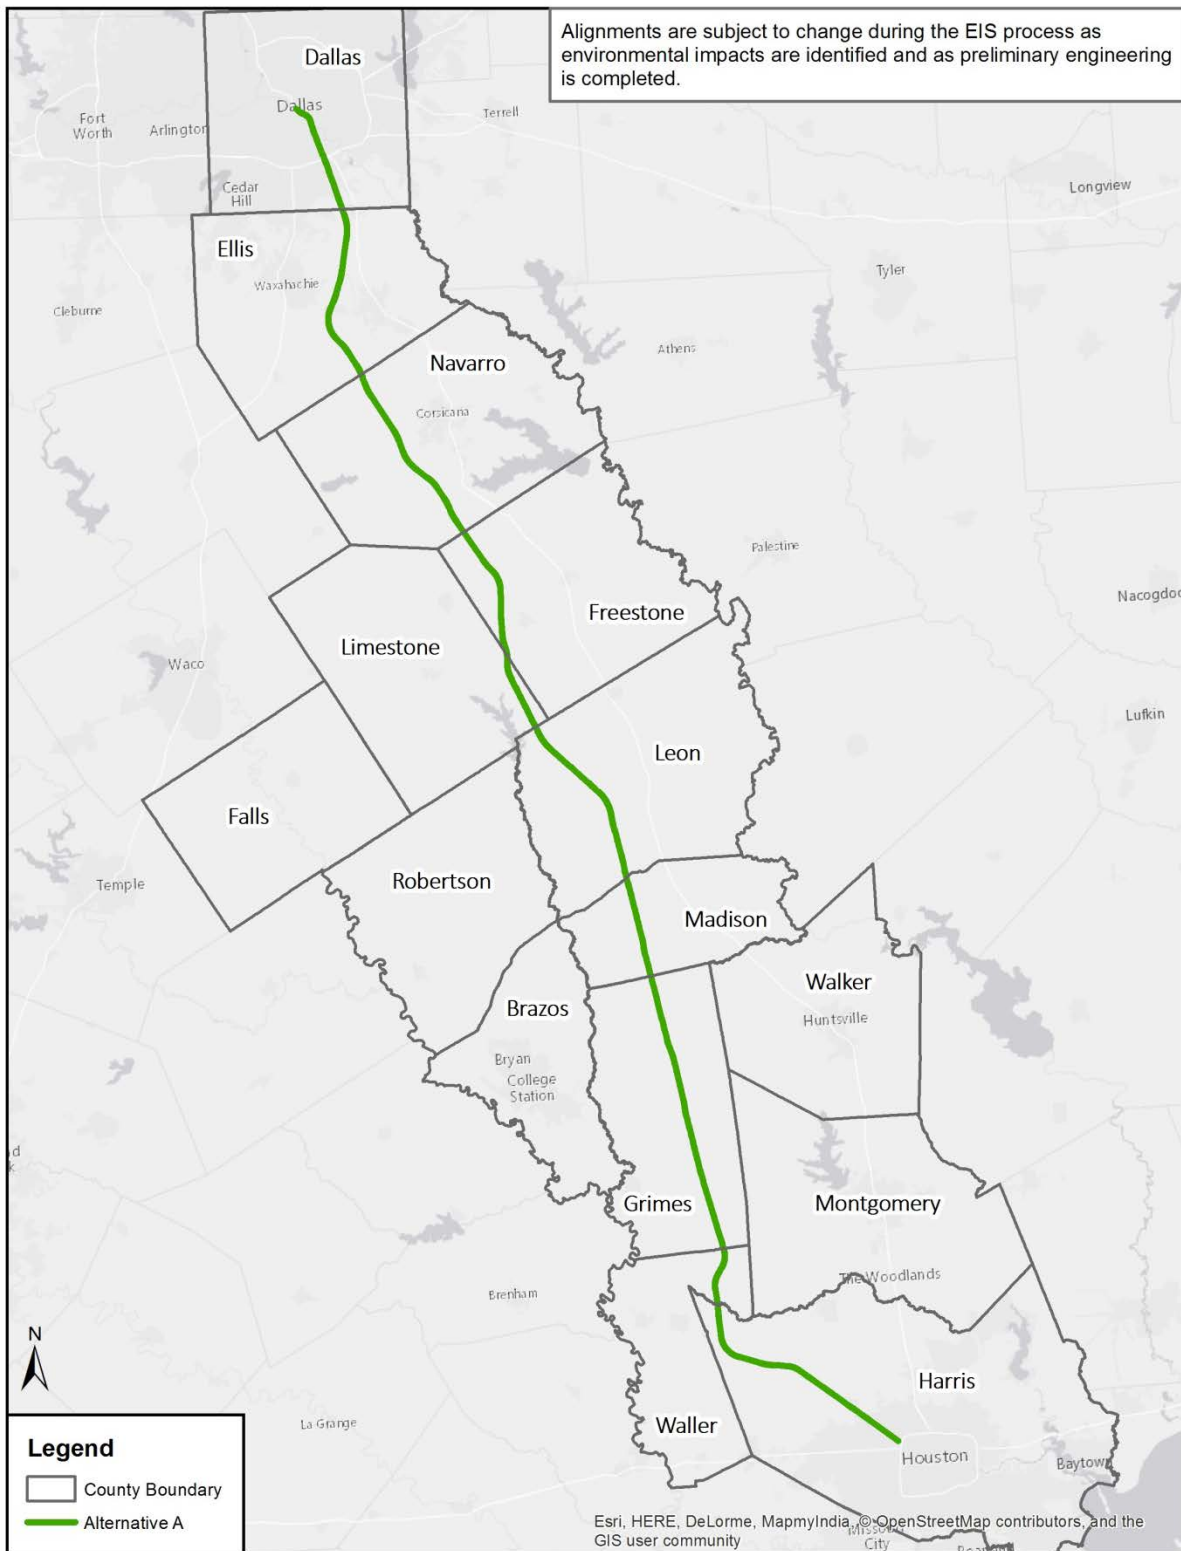 Alignments are subject to change during the EIS process as
environmental impacts are identified and as preliminary engineering
is completed.
Dallas
Dallas
Fort
Worth
Arlington
Terrell
Cedar
Hill
Longview
Ellis
Waxahachie
Tyler
Cleburne
Navarro
Athens
Corsicana
Palestine
Nacogdoc
Freestone
Limestone
Waco
Lufkin
Leon
Falls
Robertson
Temple
Madison
Walker
Huntsville
Brazos
Bryan
College
Station
Grimes
Montgomery
The Woodlands
Brenham
N
Harris
La Grange
Waller
Houston
Baytown
Legend
County Boundary
Alternative A
Esri, HERE, DeLorme, MapmyIndia, © OpenStreetMap contributors, and the
GIS user community
City